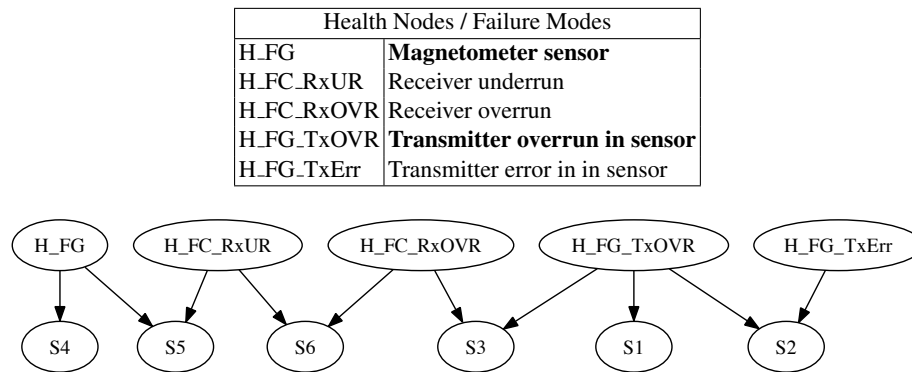 Health Nodes / Failure Modes
H_FG Magnetometer sensor
H_FC_RxUR Receiver underrun
H_FC_RxOVR Receiver overrun
H_FG_TxOVR Transmitter overrun in sensor
H_FG_TxErr Transmitter error in in sensor
H_FG H_FC_RxUR H_FC_RxOVR H_FG_TxOVR H_FG_TxErr
S4 S5 S6 S3 S1 S2